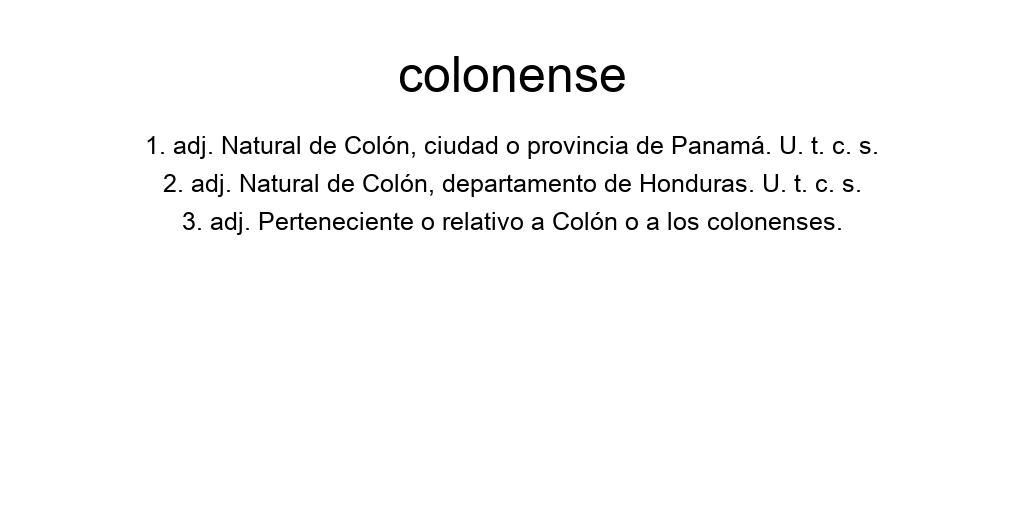 colonense
1. adj. Natural de Colón, ciudad o provincia de Panamá. U. t. c. s.
2. adj. Natural de Colón, departamento de Honduras. U. t. c. s.
3. adj. Perteneciente o relativo a Colón o a los colonenses.